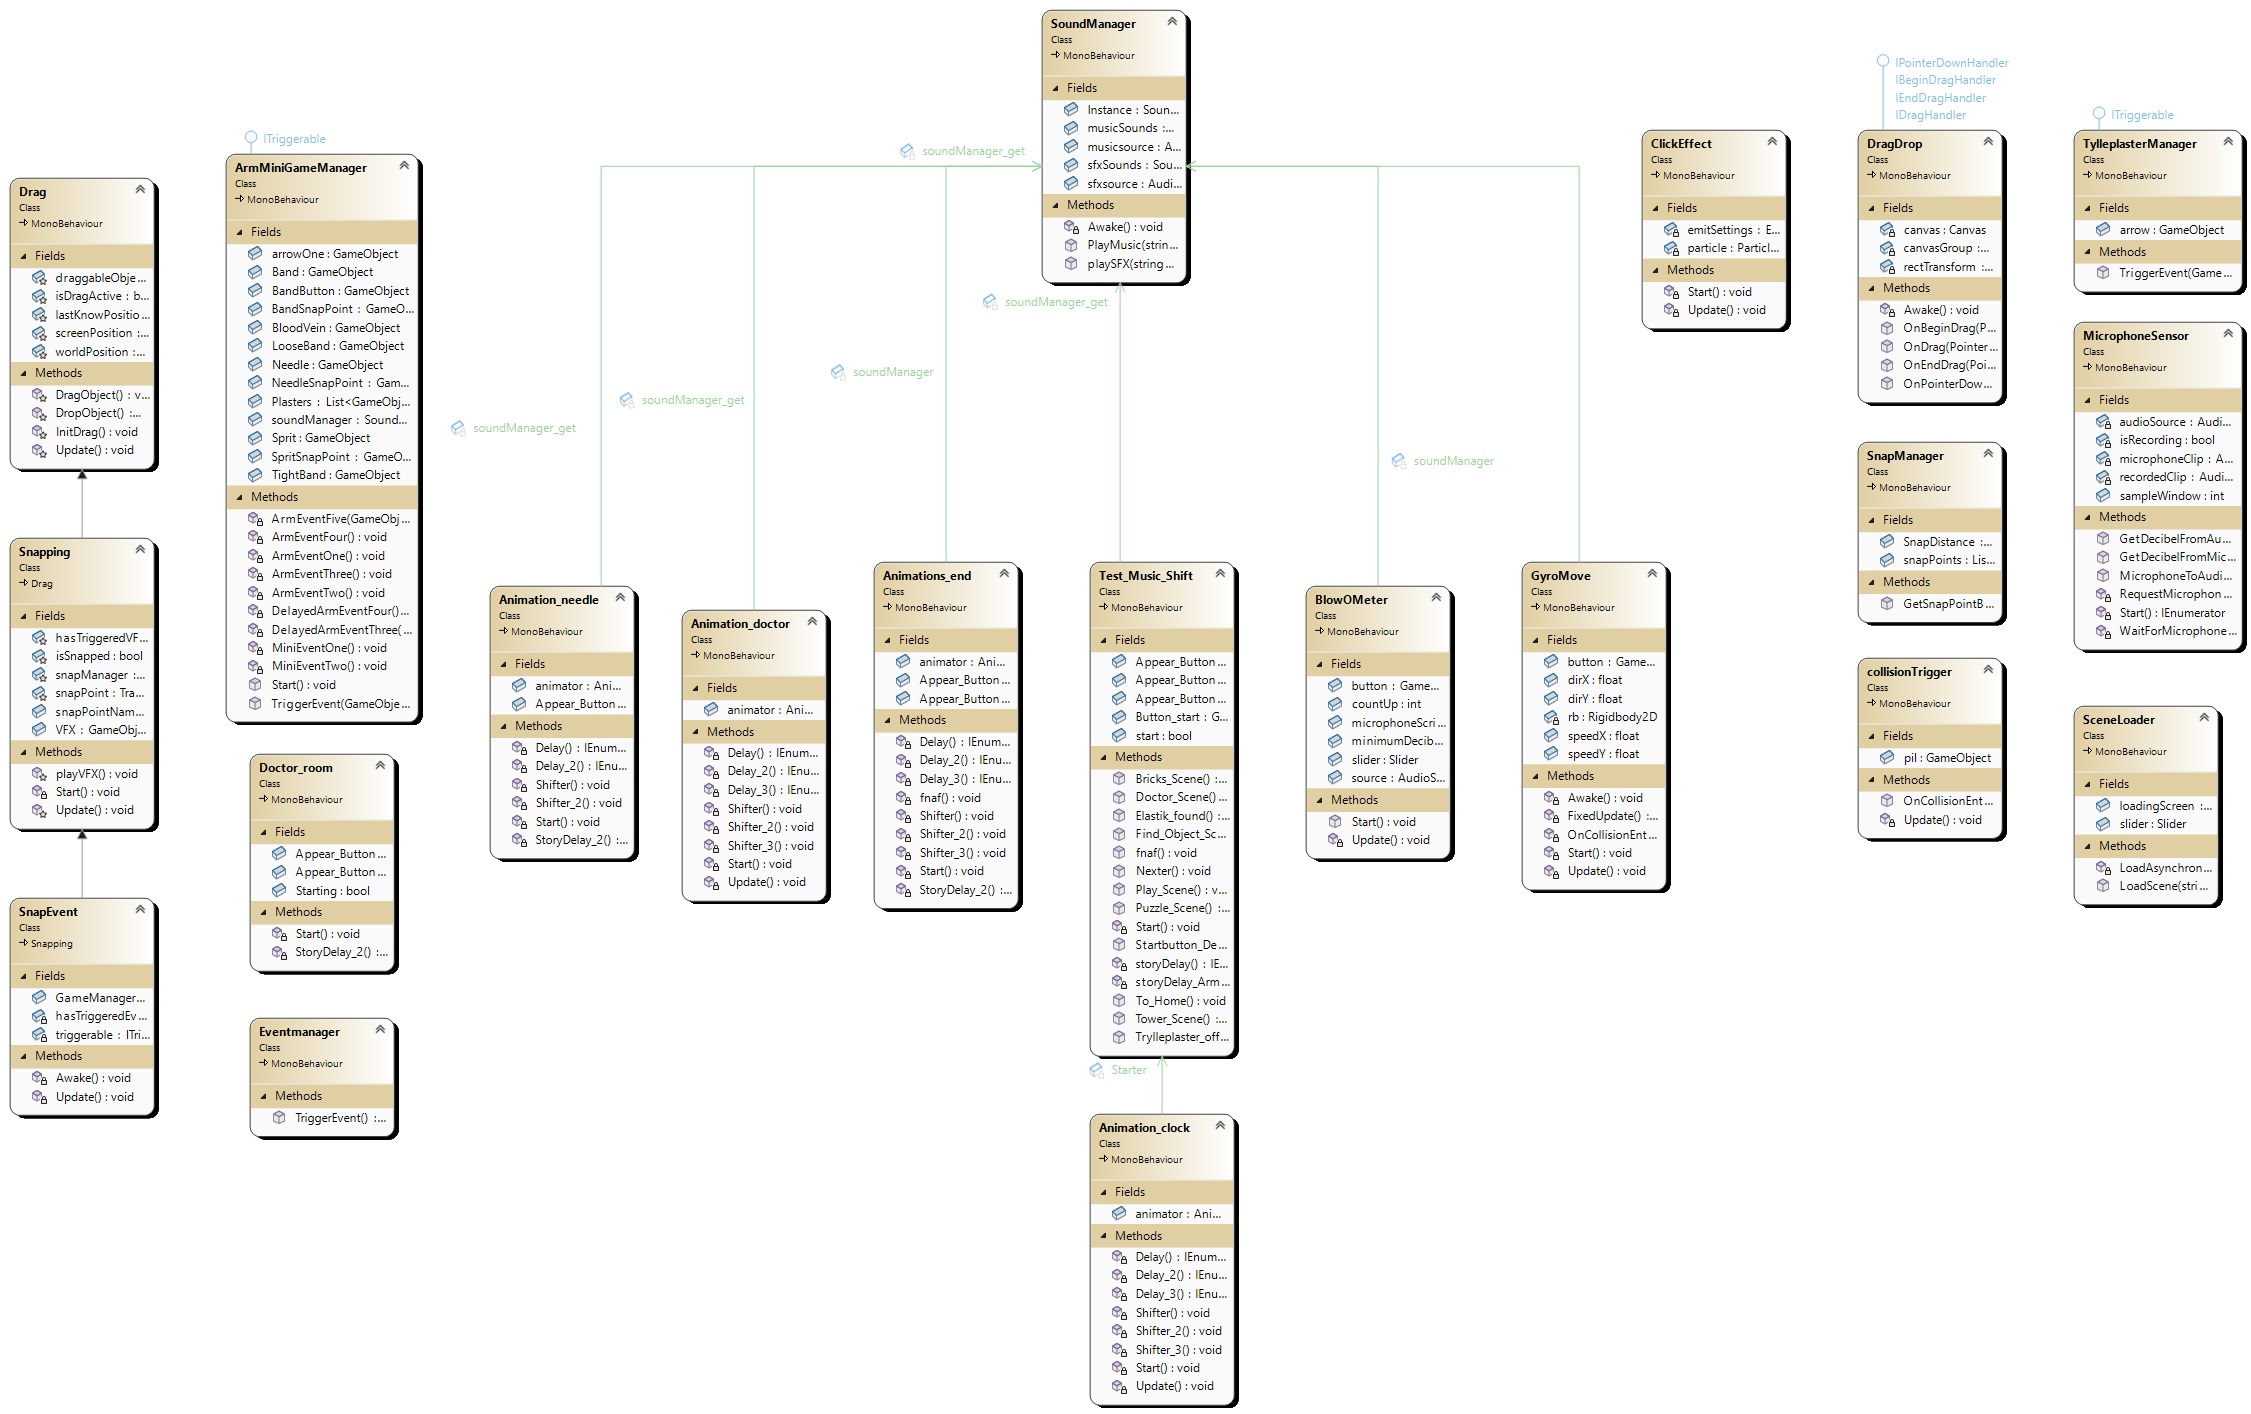 SoundManager
Class
MonoBehaviour
Fields
Instance : Soun...
musicSounds :...
musicsource : A...
sfxSounds : Sou...
sfxsource : Audi...
Methods
Awake() : void
PlayMusic(strin...
playSFX(string...
soundManager_get
soundManager_get
soundManager
soundManager_get
soundManager_get
soundManager
Drag
Class
MonoBehaviour
Fields
draggableObje...
isDragActive : b...
lastKnowPositio...
screenPosition :...
worldPosition :...
Methods
DragObject() : v...
DropObject() :...
InitDrag() : void
Update() : void
Snapping
Class
Drag
Fields
hasTriggeredVF...
isSnapped : bool
snapManager :...
snapPoint : Tra...
snapPointNam...
VFX : GameObj...
Methods
playVFX() : void
Start() : void
Update() : void
SnapEvent
Class
Snapping
Fields
GameManager...
hasTriggeredEv...
triggerable : ITri...
Methods
Awake() : void
Update() : void
ITriggerable
ArmMiniGameManager
Class
MonoBehaviour
Fields
arrowOne : GameObject
Band : GameObject
BandButton : GameObject
BandSnapPoint : GameO...
BloodVein : GameObject
LooseBand : GameObject
Needle : GameObject
NeedleSnapPoint : Gam...
Plasters : List<GameObj...
soundManager : Sound...
Sprit : GameObject
SpritSnapPoint : GameO...
TightBand : GameObject
Methods
ArmEventFive(GameObj...
ArmEventFour() : void
ArmEventOne() : void
ArmEventThree() : void
ArmEventTwo() : void
DelayedArmEventFour()...
DelayedArmEventThree(...
MiniEventOne() : void
MiniEventTwo() : void
Start() : void
TriggerEvent(GameObje...
Doctor_room
Class
MonoBehaviour
Fields
Appear_Button...
Appear_Button...
Starting : bool
Methods
Start() : void
StoryDelay_2() :...
Eventmanager
Class
MonoBehaviour
Methods
TriggerEvent() :...
Animation_needle
Class
MonoBehaviour
Fields
animator : Ani...
Appear_Button...
Methods
Delay() : IEnum...
Delay_2() : IEnu...
Shifter() : void
Shifter_2() : void
Start() : void
StoryDelay_2() :...
Animation_doctor
Class
MonoBehaviour
Fields
animator : Ani...
Methods
Delay() : IEnum...
Delay_2() : IEnu...
Delay_3() : IEnu...
Shifter() : void
Shifter_2() : void
Shifter_3() : void
Start() : void
Update() : void
Animations_end
Class
MonoBehaviour
Fields
animator : Ani...
Appear_Button...
Appear_Button...
Methods
Delay() : IEnum...
Delay_2() : IEnu...
Delay_3() : IEnu...
fnaf() : void
Shifter() : void
Shifter_2() : void
Shifter_3() : void
Start() : void
StoryDelay_2() :...
Test_Music_Shift
Class
MonoBehaviour
Fields
Appear_Button...
Appear_Button...
Appear_Button...
Button_start : G...
start : bool
Methods
Bricks_Scene() :...
Doctor_Scene()...
Elastik_found() :...
Find_Object_Sc...
fnaf() : void
Nexter() : void
Play_Scene() : v...
Puzzle_Scene() :...
Start() : void
Startbutton_De...
storyDelay() : IE...
storyDelay_Arm...
To_Home() : void
Tower_Scene() :...
Trylleplaster_off...
Starter
Animation_clock
Class
MonoBehaviour
Fields
animator : Ani...
Methods
Delay() : IEnum...
Delay_2() : IEnu...
Delay_3() : IEnu...
Shifter() : void
Shifter_2() : void
Shifter_3() : void
Start() : void
Update() : void
BlowOMeter
Class
MonoBehaviour
Fields
button : Game...
countUp : int
microphoneScri...
minimumDecib...
slider : Slider
source : AudioS...
Methods
Start() : void
Update() : void
GyroMove
Class
MonoBehaviour
Fields
button : Game...
dirX : float
dirY : float
rb : Rigidbody2D
speedX : float
speedY : float
Methods
Awake() : void
FixedUpdate() :...
OnCollisionEnt...
Start() : void
Update() : void
ClickEffect
Class
MonoBehaviour
Fields
emitSettings : E...
particle : Particl...
Methods
Start() : void
Update() : void
IPointerDownHandler
IBeginDragHandler
IEndDragHandler
IDragHandler
DragDrop
Class
MonoBehaviour
Fields
canvas : Canvas
canvasGroup :...
rectTransform :...
Methods
Awake() : void
OnBeginDrag(P...
OnDrag(Pointer...
OnEndDrag(Poi...
OnPointerDow...
SnapManager
Class
MonoBehaviour
Fields
SnapDistance :...
snapPoints : Lis...
Methods
GetSnapPointB...
collisionTrigger
Class
MonoBehaviour
Fields
pil : GameObject
Methods
OnCollisionEnt...
Update() : void
ITriggerable
TylleplasterManager
Class
MonoBehaviour
Fields
arrow : GameObject
Methods
TriggerEvent(Game...
MicrophoneSensor
Class
MonoBehaviour
Fields
audioSource : Audi...
isRecording : bool
microphoneClip : A...
recordedClip : Audi...
sampleWindow : int
Methods
GetDecibelFromAu...
GetDecibelFromMic...
MicrophoneToAudi...
RequestMicrophon...
Start() : IEnumerator
WaitForMicrophone...
SceneLoader
Class
MonoBehaviour
Fields
loadingScreen :...
slider : Slider
Methods
LoadAsynchron...
LoadScene(stri...